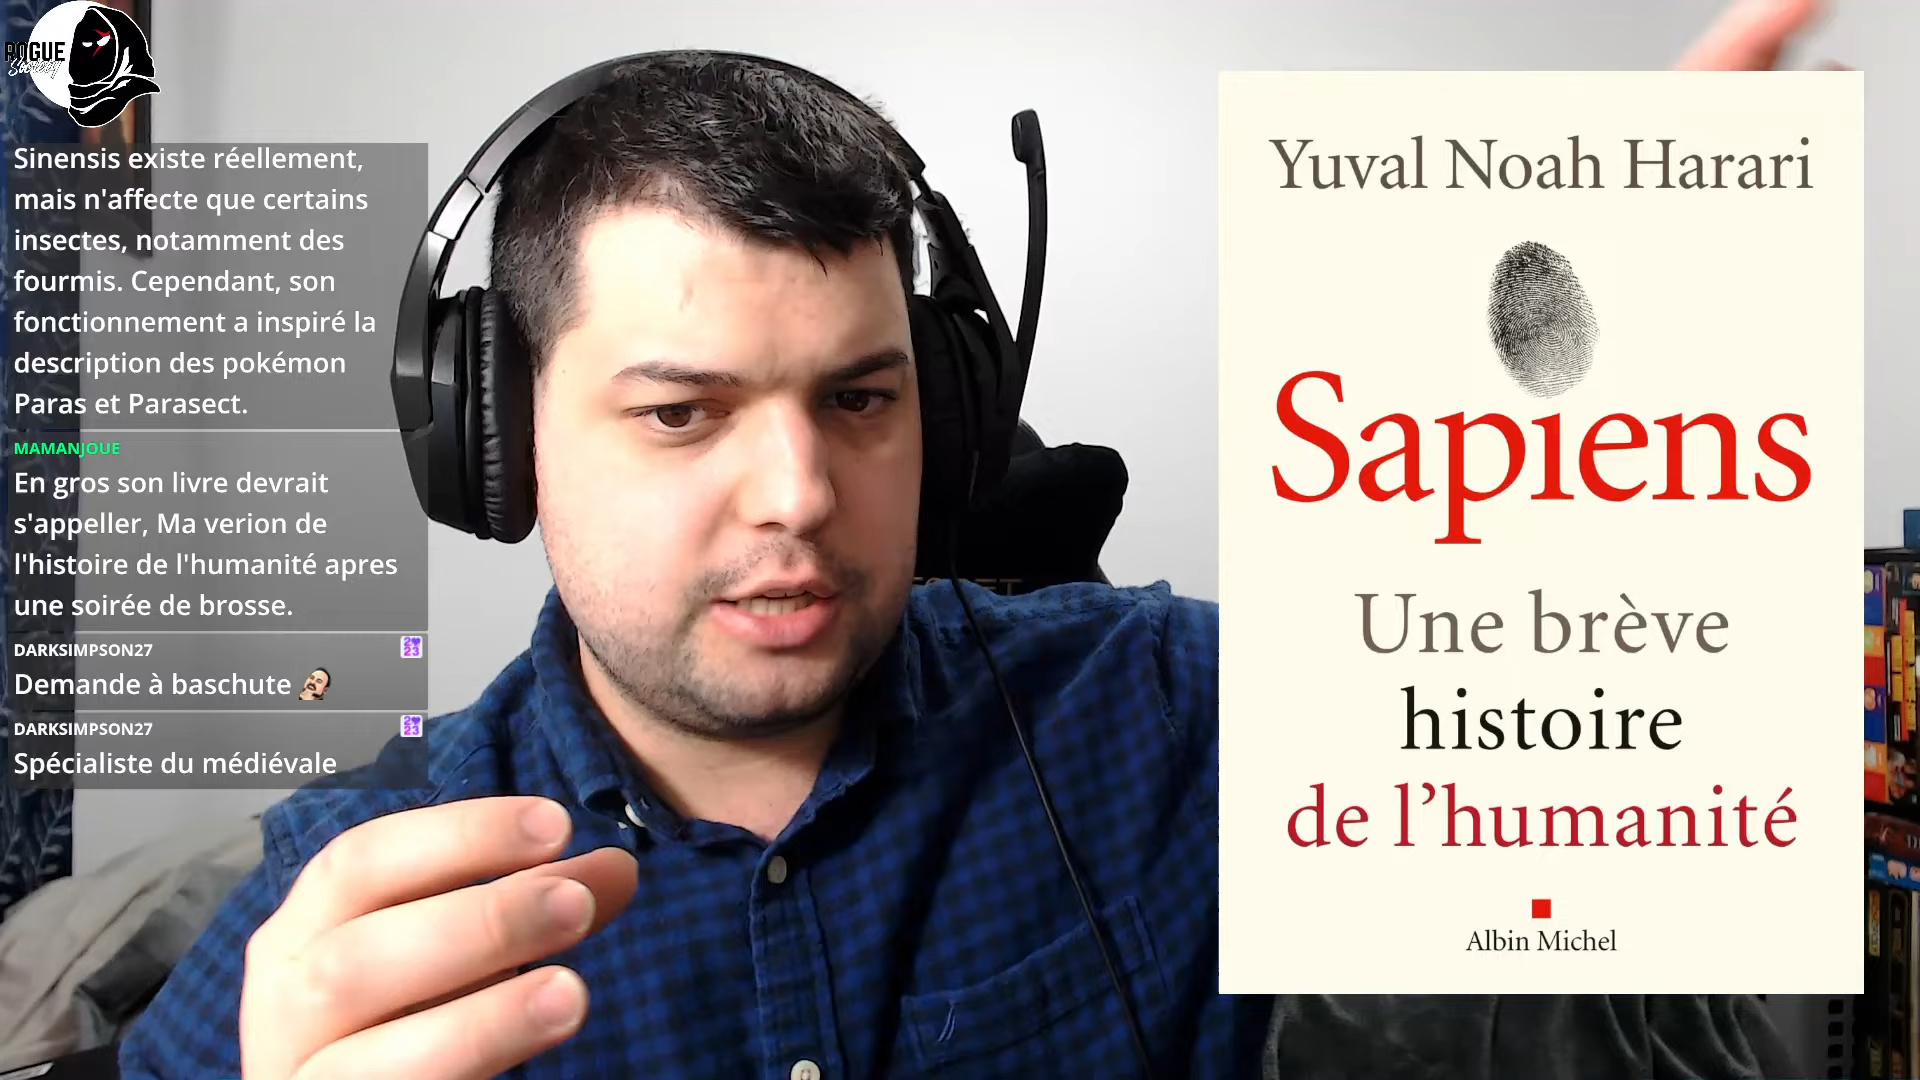 ROGUE
Society
Sinensis existe réellement,
mais n'affecte que certains
insectes, notamment des
fourmis. Cependant, son
fonctionnement a inspiré la
description des pokémon
Paras et Parasect.
MAMANJOUE
En gros son livre devrait
s'appeller, Ma verion de
l'histoire de l'humanité apres
une soirée de brosse.
DARKSIMPSON27
Demande à baschute
DARKSIMPSON27
Spécialiste du médiévale
Yuval Noah Harari
Sapiens
Une brève
histoire
de l'humanité
Albin Michel